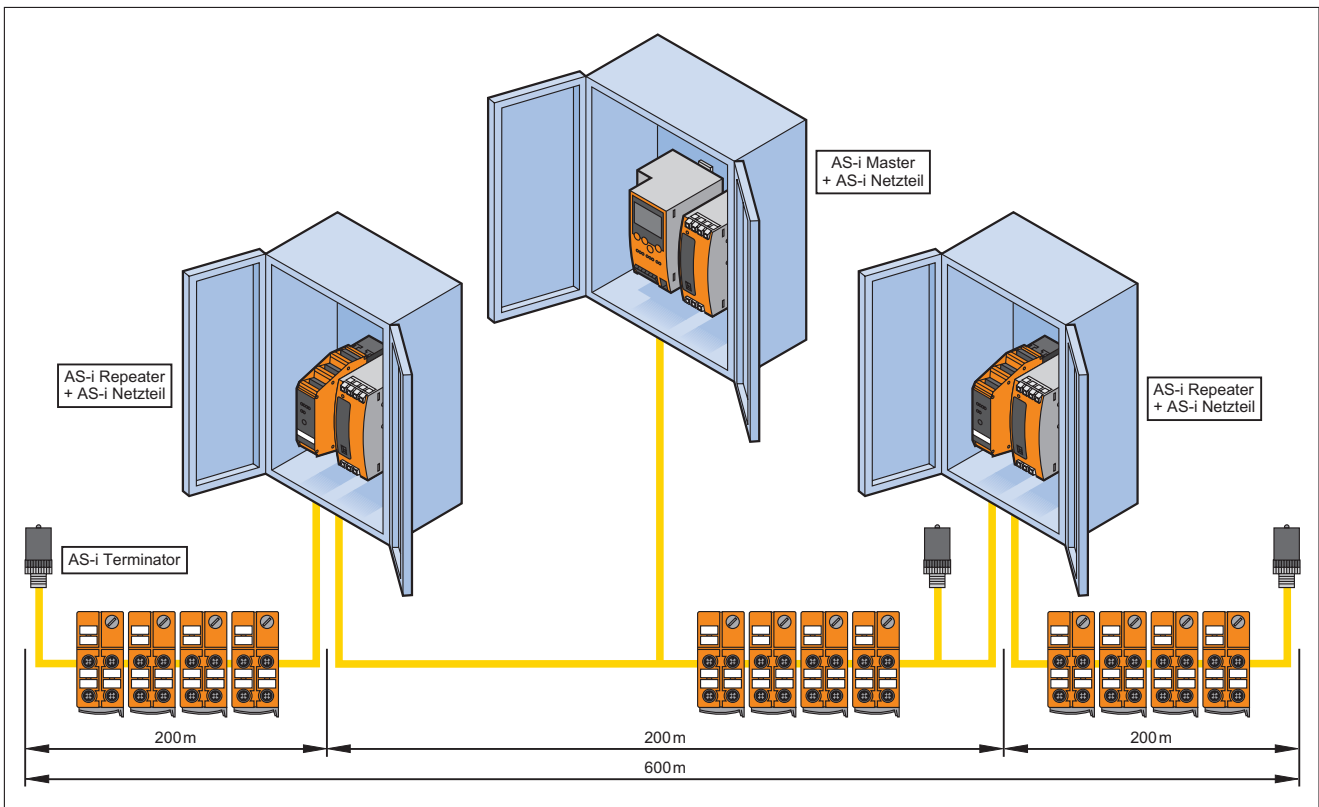 AS-i Master
+ AS-i Netzteil
AS-i Repeater
+ AS-i Netzteil
AS-i Repeater
+ AS-i Netzteil
AS-i Terminator
200 m
200 m
200 m
600 m